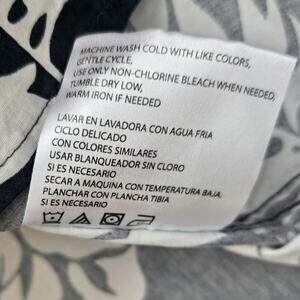 MACHINE WASH COLD WITH LIKE COLORS,
GENTLE CYCLE,
USE ONLY NON-CHLORINE BLEACH WHEN NEEDED,
TUMBLE DRY LOW,
WARM IRON IF NEEDED
LAVAR EN LAVADORA CON AGUA FRIA
CICLO DELICADO
CON COLORES SIMILARES
USAR BLANQUEADOR SIN CLORO
SI ES NECESARIO
SECAR A MAQUINA CON TEMPERATURA BAJA,
PLANCHAR CON PLANCHA TIBIA
SI ES NECESARIO